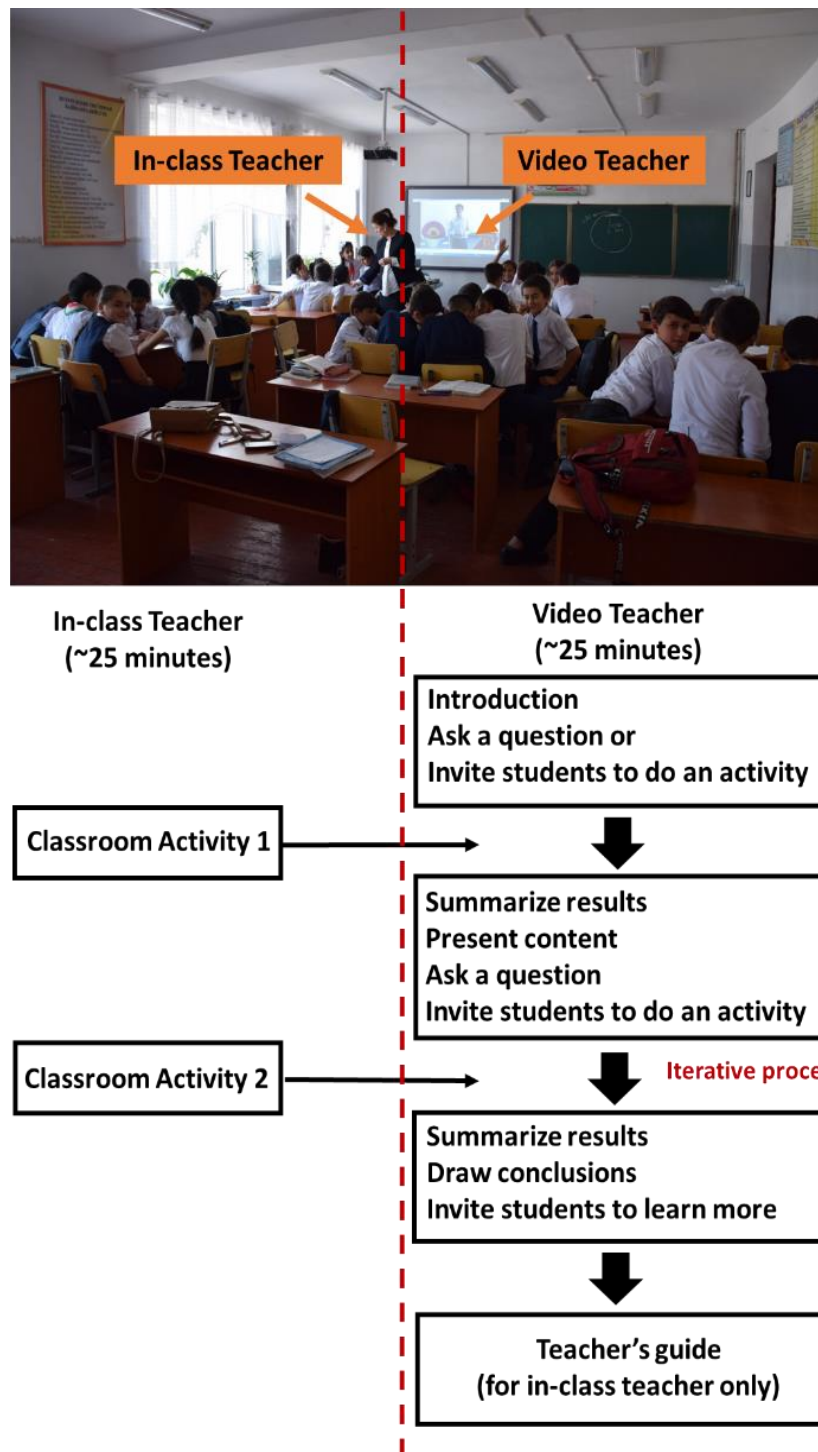 In-class Teacher
Video Teacher
In-class Teacher
(~25 minutes)
Video Teacher
(~25 minutes)
Introduction
Ask a question or
Invite students to do an activity
Classroom Activity 1
Summarize results
Present content
Ask a question
Invite students to do an activity
Classroom Activity 2
Iterative proce
Summarize results
Draw conclusions
Invite students to learn more
Teacher’s guide
(for in-class teacher only)